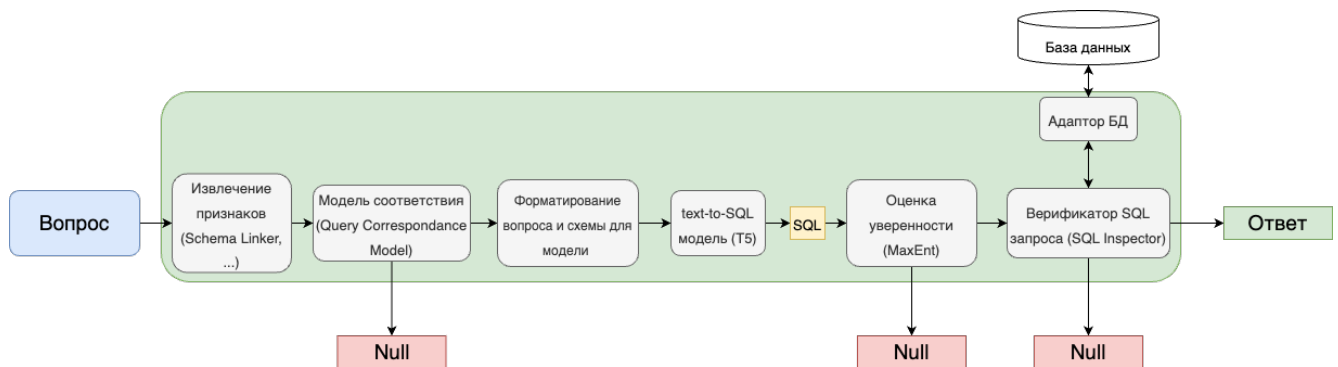 База данных
Адаптор БД
Вопрос
Извлечение
признаков
(Schema Linker,
...)
Модель соответствия
(Query Correspondance
Model)
Форматирование
вопроса и схемы для
модели
text-to-SQL
модель (T5)
SQL
Оценка
уверенности
(MaxEnt)
Верификатор SQL
запроса (SQL Inspector)
Ответ
Null
Null
Null